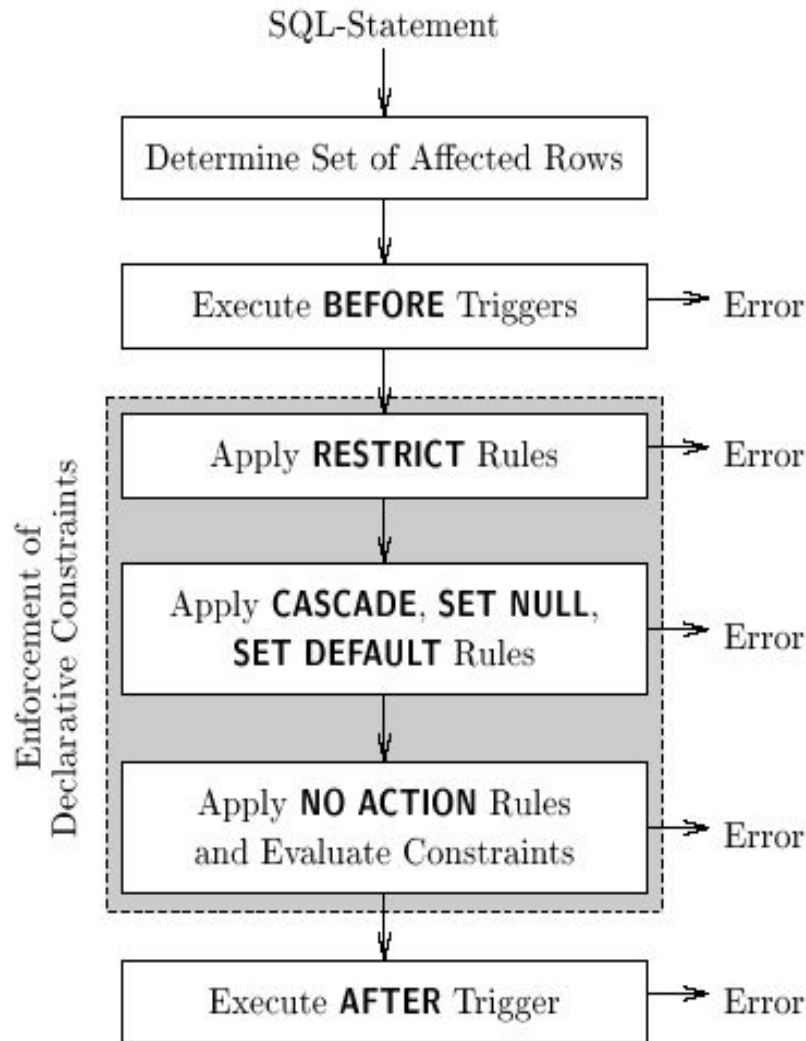 SQL-Statement
Determine Set of Affected Rows
Execute BEFORE Triggers
Error
Enforcement of
Declarative Constraints
Apply RESTRICT Rules
Error
Apply CASCADE, SET NULL,
SET DEFAULT Rules
Error
Apply NO ACTION Rules
and Evaluate Constraints
Error
Execute AFTER Trigger
Error